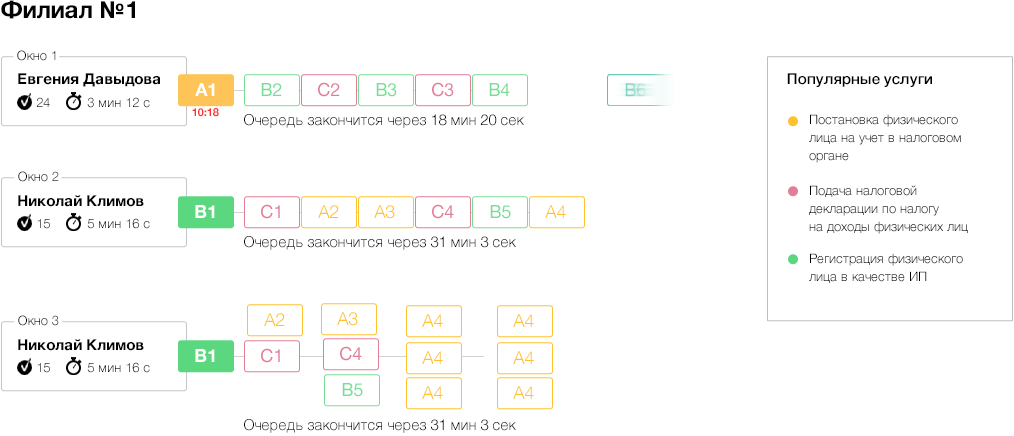 Филиал №1
Окно 1
Евгения Давыдова
24 3 мин 12 с
A1 B2 C2 B3 C3 B4 B6
10:18
Очередь закончится через 18 мин 20 сек
Окно 2
Николай Климов
15 5 мин 16 с
B1 C1 A2 A3 C4 B5 A4
Очередь закончится через 31 мин 3 сек
Окно 3
Николай Климов
15 5 мин 16 с
A2 A3 A4 A4
B1 C1 C4 A4 A4
B5 A4 A4
Очередь закончится через 31 мин 3 сек
Популярные услуги
Постановка физического
лица на учет в налоговом
органе
Подача налоговой
декларации по налогу
на доходы физических лиц
Регистрация физического
лица в качестве ИП